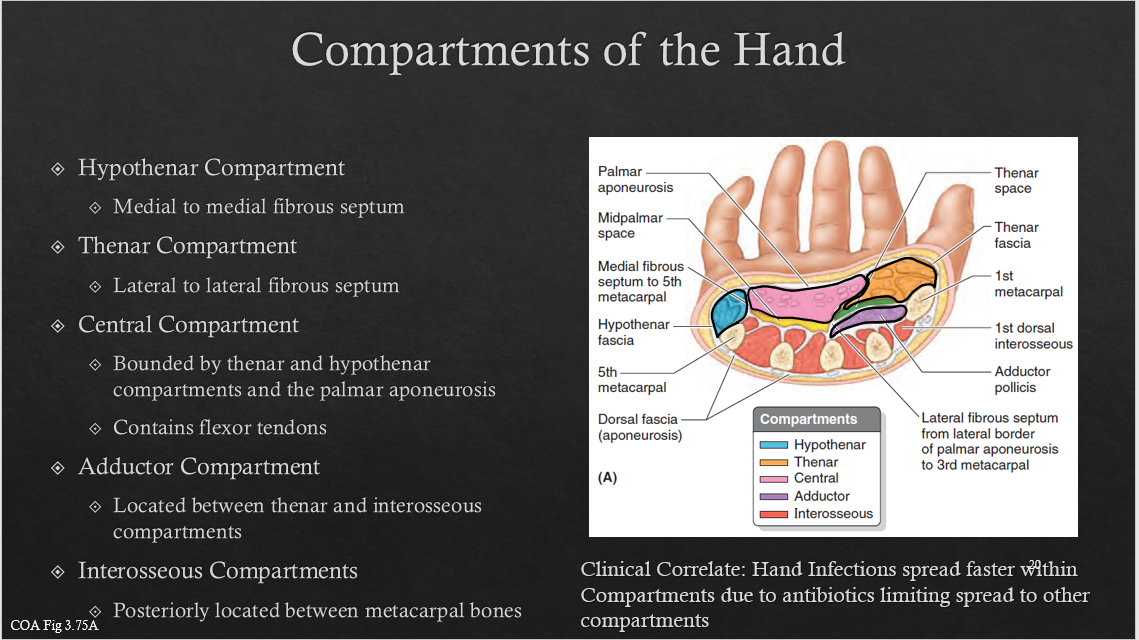 Compartments of the Hand
Hypothenar Compartment
Medial to medial fibrous septum
Thenar Compartment
Lateral to lateral fibrous septum
Central Compartment
Bounded by thenar and hypothenar
compartments and the palmar aponeurosis
Contains flexor tendons
Adductor Compartment
Located between thenar and interosseous
compartments
Interosseous Compartments
Posteriorly located between metacarpal bones
COA Fig 3.75A
Palmar
aponeurosis
Midpalmar
space
Medial fibrous
septum to 5th
metacarpal
Hypothenar
fascia
5th
metacarpal
Dorsal fascia
(aponeurosis)
(A)
Thenar
space
Thenar
fascia
1st
metacarpal
1st dorsal
interosseous
Adductor
pollicis
Lateral fibrous septum
from lateral border
of palmar aponeurosis
to 3rd metacarpal
Compartments
Hypothenar
Thenar
Central
Adductor
Interosseous
20
Clinical Correlate: Hand Infections spread faster within
Compartments due to antibiotics limiting spread to other
compartments